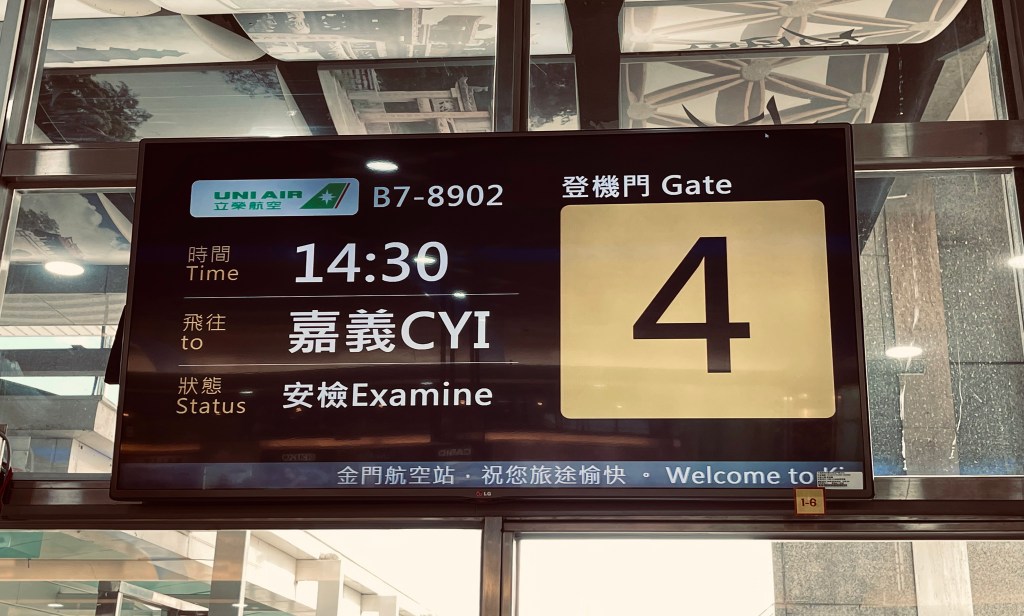 UNI AIR
立榮航空
B7-8902
登機門 Gate
4
時間
Time
14:30
飛往
to
嘉義CYI
狀態
Status
安檢Examine
金門航空站・祝您旅途愉快 。 Welcome to Ki
LG
1-6